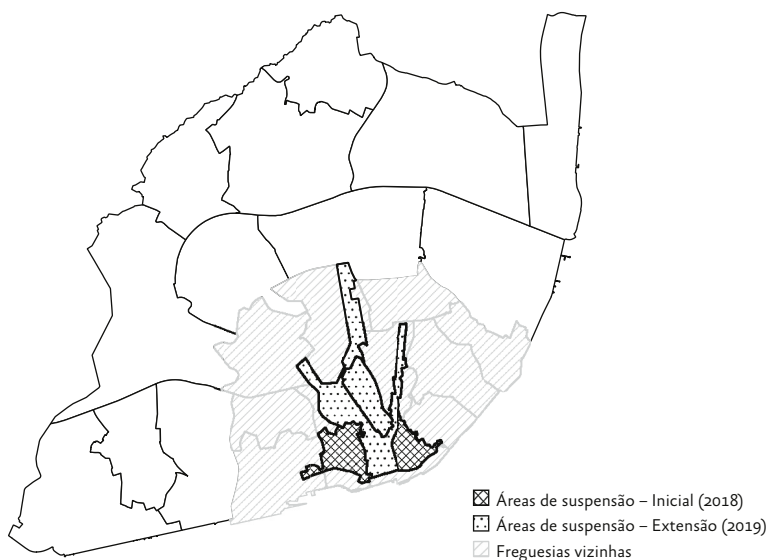 Áreas de suspensão – Inicial (2018)
Áreas de suspensão – Extensão (2019)
Freguesias vizinhas